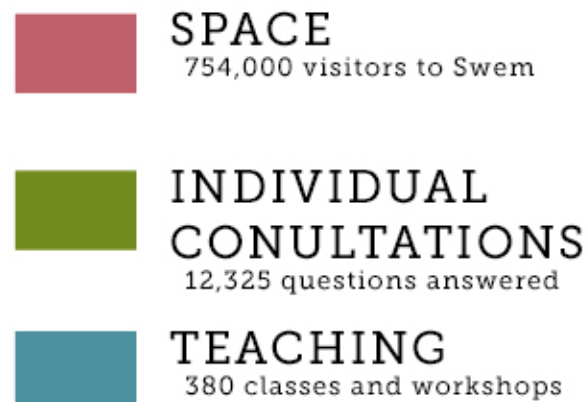 SPACE
754,000 visitors to Swem
INDIVIDUAL
CONULTATIONS
12,325 questions answered
TEACHING
380 classes and workshops